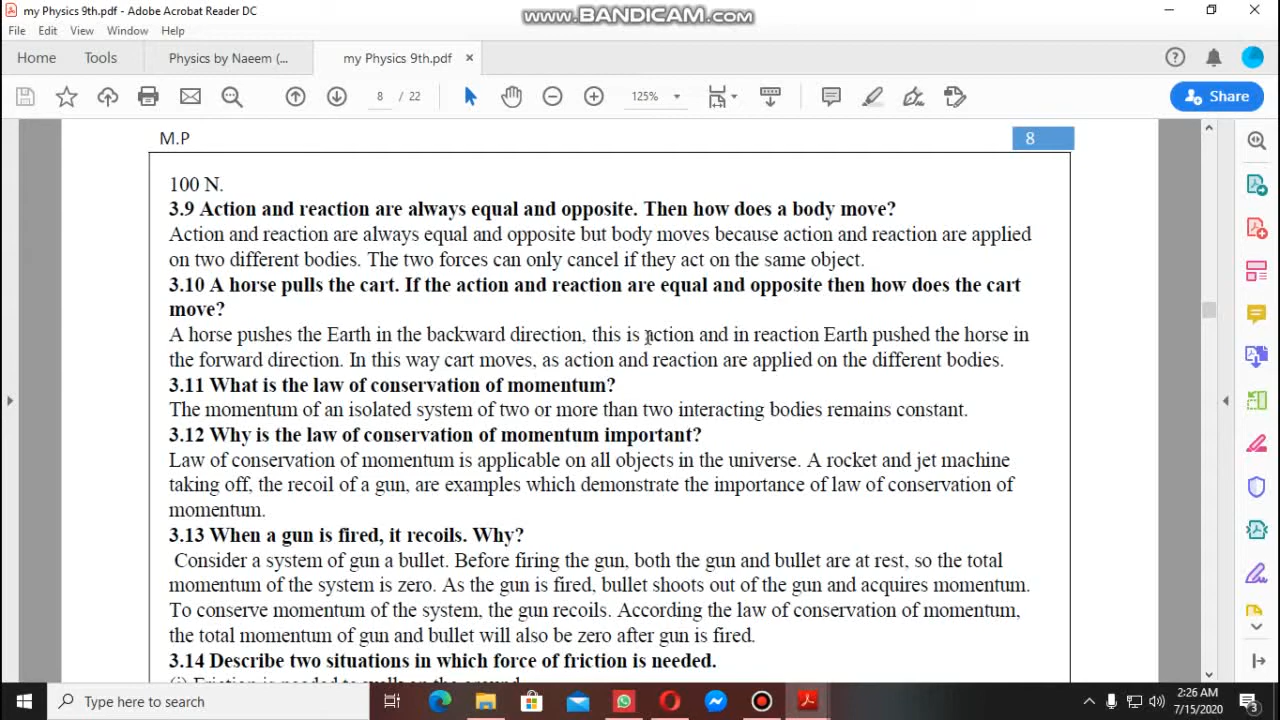 my Physics 9th.pdf - Adobe Acrobat Reader DC
www.BANDICAM.com
File Edit View Window Help
Home Tools Physics by Naeem (... my Physics 9th.pdf ×
8 / 22 125% Share
M.P 8
100 N.
3.9 Action and reaction are always equal and opposite. Then how does a body move?
Action and reaction are always equal and opposite but body moves because action and reaction are applied
on two different bodies. The two forces can only cancel if they act on the same object.
3.10 A horse pulls the cart. If the action and reaction are equal and opposite then how does the cart
move?
A horse pushes the Earth in the backward direction, this is action and in reaction Earth pushed the horse in
the forward direction. In this way cart moves, as action and reaction are applied on the different bodies.
3.11 What is the law of conservation of momentum?
The momentum of an isolated system of two or more than two interacting bodies remains constant.
3.12 Why is the law of conservation of momentum important?
Law of conservation of momentum is applicable on all objects in the universe. A rocket and jet machine
taking off, the recoil of a gun, are examples which demonstrate the importance of law of conservation of
momentum.
3.13 When a gun is fired, it recoils. Why?
Consider a system of gun a bullet. Before firing the gun, both the gun and bullet are at rest, so the total
momentum of the system is zero. As the gun is fired, bullet shoots out of the gun and acquires momentum.
To conserve momentum of the system, the gun recoils. According the law of conservation of momentum,
the total momentum of gun and bullet will also be zero after gun is fired.
3.14 Describe two situations in which force of friction is needed.
Type here to search
2:26 AM
7/15/2020
3